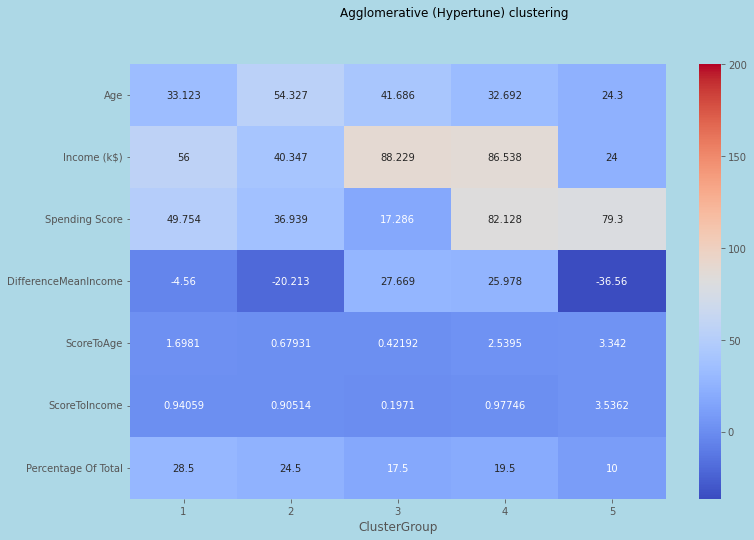 Agglomerative (Hypertune) clustering
Age 33.123 54.327 41.686 32.692 24.3
Income (k$) 56 40.347 88.229 86.538 24
Spending Score 49.754 36.939 17.286 82.128 79.3
DifferenceMeanIncome -4.56 -20.213 27.669 25.978 -36.56
ScoreToAge 1.6981 0.67931 0.42192 2.5395 3.342
ScoreToIncome 0.94059 0.90514 0.1971 0.97746 3.5362
Percentage Of Total 28.5 24.5 17.5 19.5 10
1 2 3 4 5
ClusterGroup
200
150
100
50
0